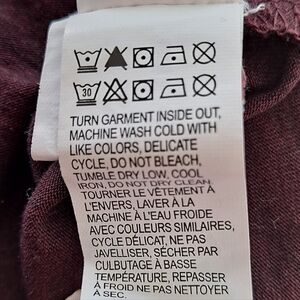 30
TURN GARMENT INSIDE OUT,
MACHINE WASH COLD WITH
LIKE COLORS, DELICATE
CYCLE, DO NOT BLEACH,
TUMBLE DRY LOW, COOL
IRON, DO NOT DRY CLEAN.
TOURNER LE VÊTEMENT À
L'ENVERS, LAVER À LA
MACHINE À L'EAU FROIDE
AVEC COULEURS SIMILAIRES,
CYCLE DÉLICAT, NE PAS
JAVELLISER, SÉCHER PAR
CULBUTAGE À BASSE
TEMPÉRATURE, REPASSER
À FROID NE PAS NETTOYER
À SEC.